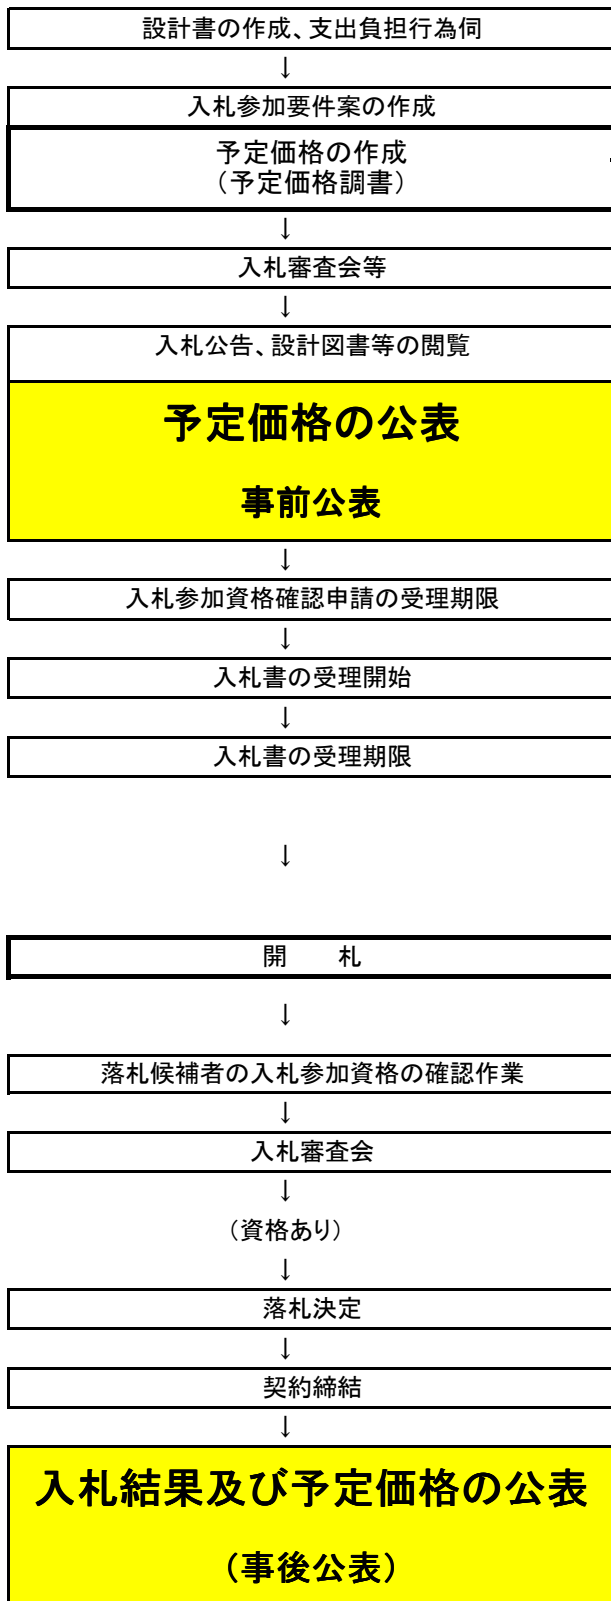 設計書の作成、支出負担行為伺
↓
入札参加要件案の作成
予定価格の作成
（予定価格調書）
↓
入札審査会等
↓
入札公告、設計図書等の閲覧
予定価格の公表
事前公表
↓
入札参加資格確認申請の受理期限
↓
入札書の受理開始
↓
入札書の受理期限
↓
開　　札
↓
落札候補者の入札参加資格の確認作業
↓
入札審査会
↓
（資格あり）
↓
落札決定
↓
契約締結
↓
入札結果及び予定価格の公表
（事後公表）